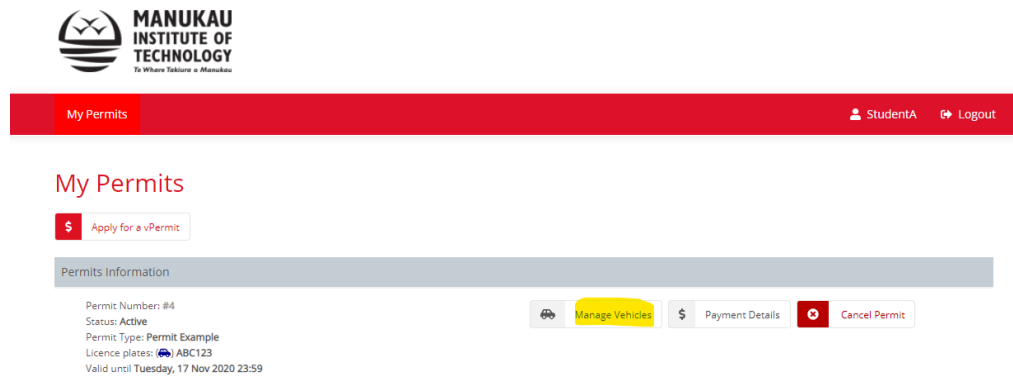 MANUKAU
INSTITUTE OF
TECHNOLOGY
Te Whare Takiura o Manukau
My Permits
StudentA
Logout
My Permits
$ Apply for a vPermit
Permits Information
Permit Number: #4
Status: Active
Permit Type: Permit Example
Licence plates: ( ) ABC123
Valid until Tuesday, 17 Nov 2020 23:59
Manage Vehicles
$ Payment Details
Cancel Permit